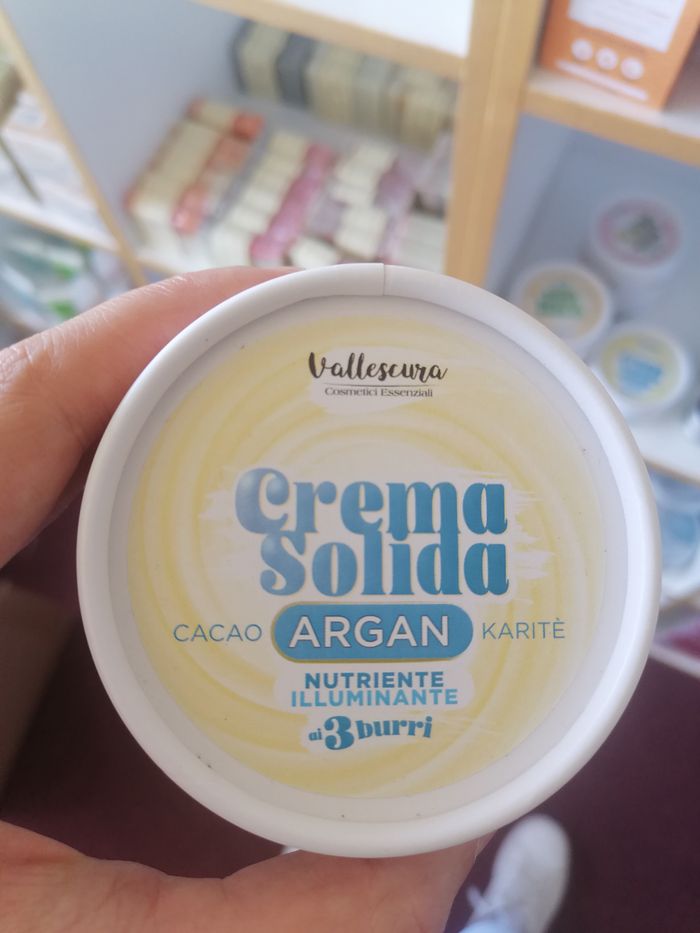 Vallescura
Cosmetici Essenziali
Crema
Solida
CACAO ARGAN KARITÈ
NUTRIENTE
ILLUMINANTE
ai 3 burri